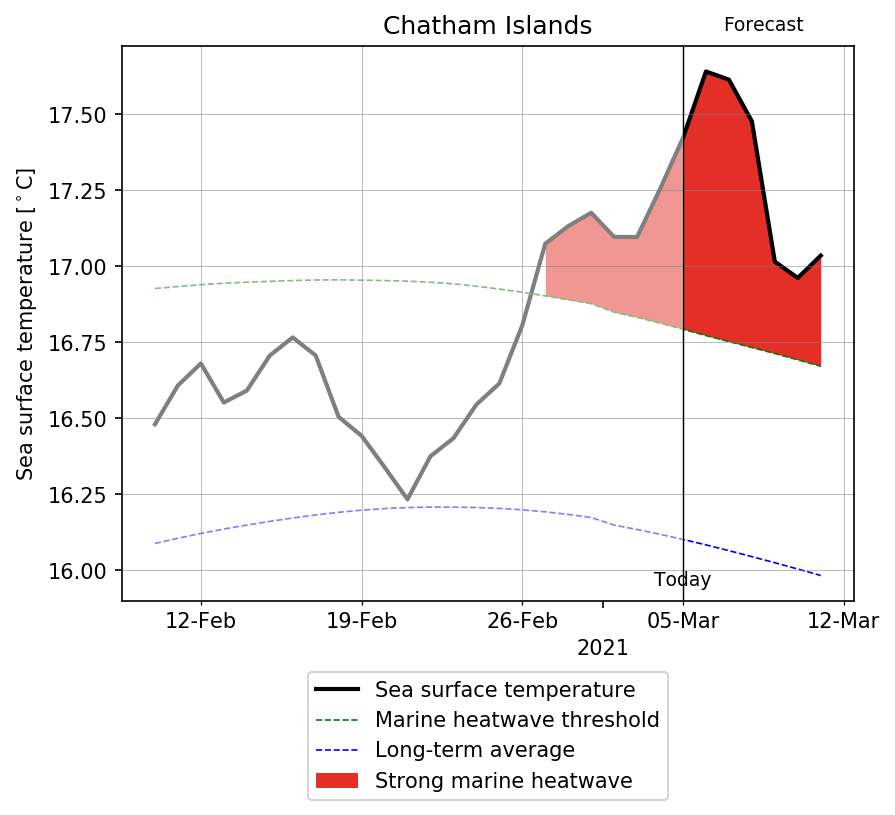 Chatham Islands
Forecast
Sea surface temperature [°C]
17.50
17.25
17.00
16.75
16.50
16.25
16.00
Today
12-Feb
19-Feb
26-Feb
05-Mar
12-Mar
2021
Sea surface temperature
Marine heatwave threshold
Long-term average
Strong marine heatwave